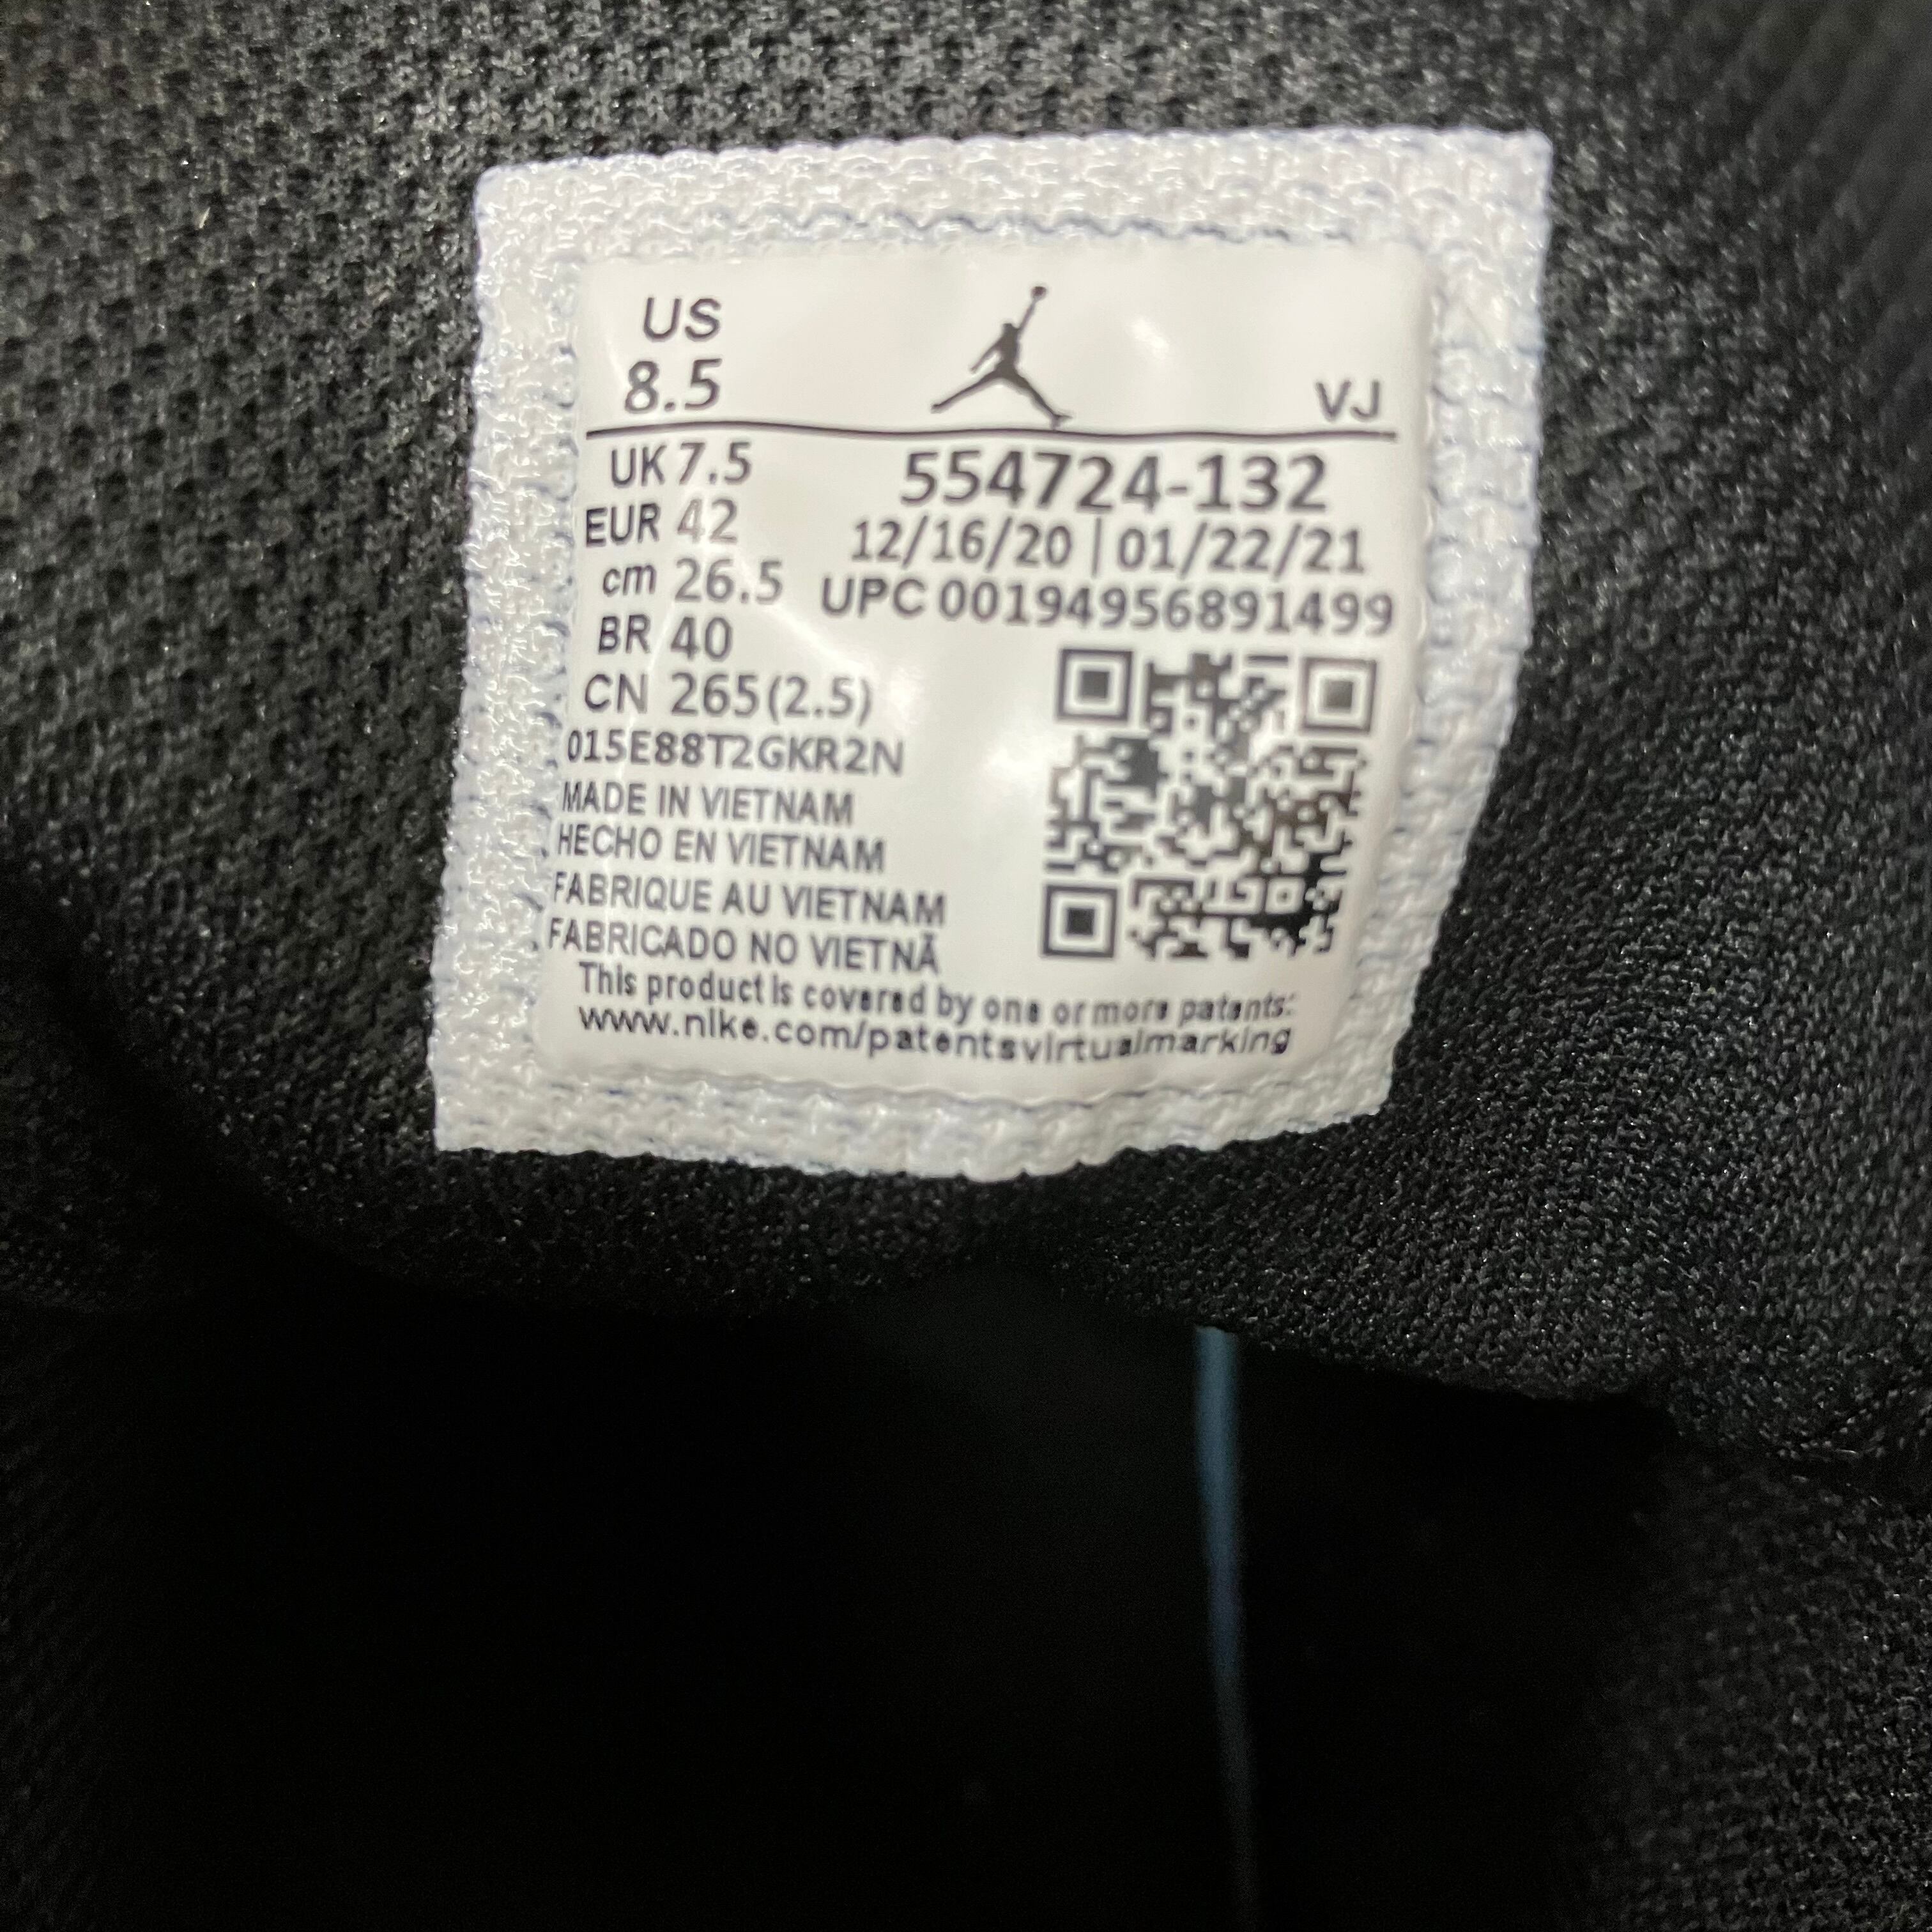 US
8.5
VJ
UK 7.5
EUR 42
cm 26.5
BR 40
CN 265(2.5)
015E88T2GKR2N
554724-132
12/16/20 | 01/22/21
UPC 00194956891499
MADE IN VIETNAM
HECHO EN VIETNAM
FABRIQUE AU VIETNAM
FABRICADO NO VIETNÃ
This product is covered by one or more patents:
www.nike.com/patentsvirtualmarking